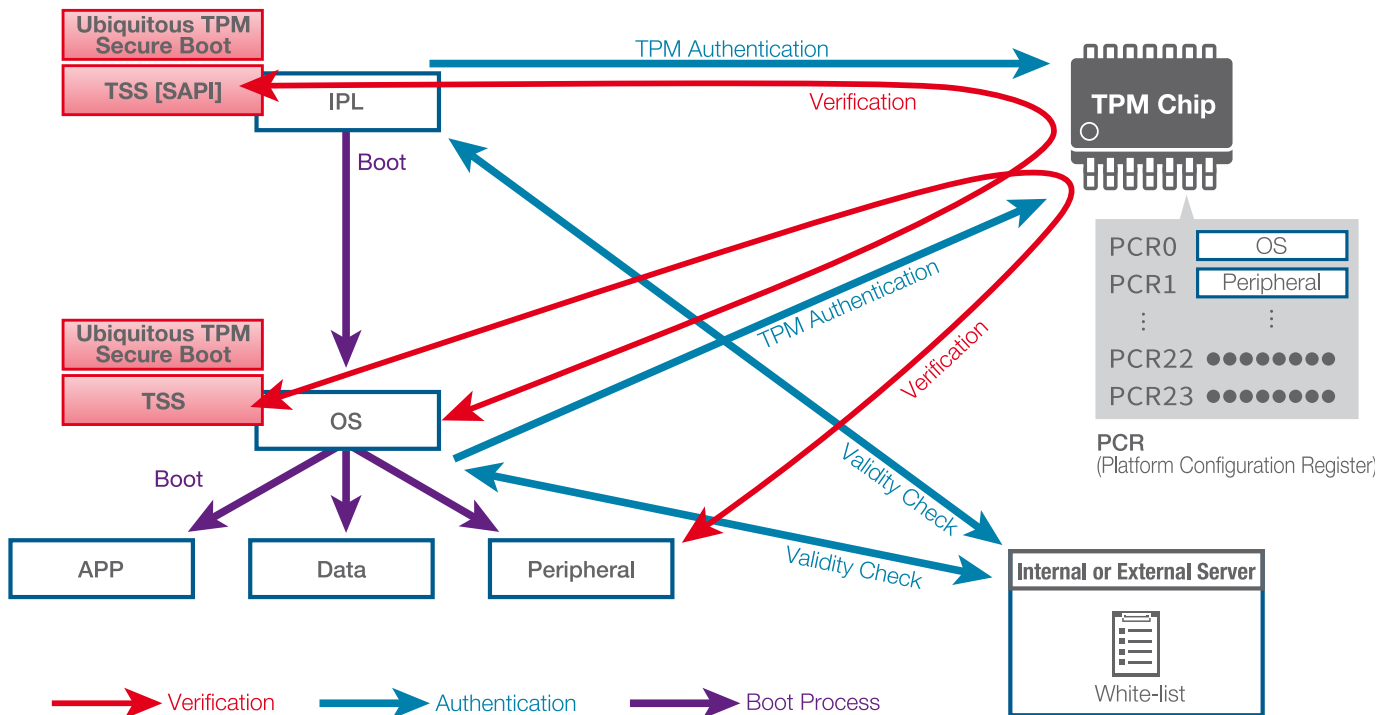 Ubiquitous TPM
Secure Boot
TSS [SAPI]
IPL
TPM Authentication
Verification
TPM Chip
Boot
PCR0
OS
PCR1
Peripheral
⋮
⋮
PCR22 ●●●●●●●●
PCR23 ●●●●●●●●
PCR
(Platform Configuration Register)
TPM Authentication
Verification
Ubiquitous TPM
Secure Boot
TSS
OS
Boot
Validity Check
Validity Check
APP
Data
Peripheral
Internal or External Server
White-list
Verification
Authentication
Boot Process